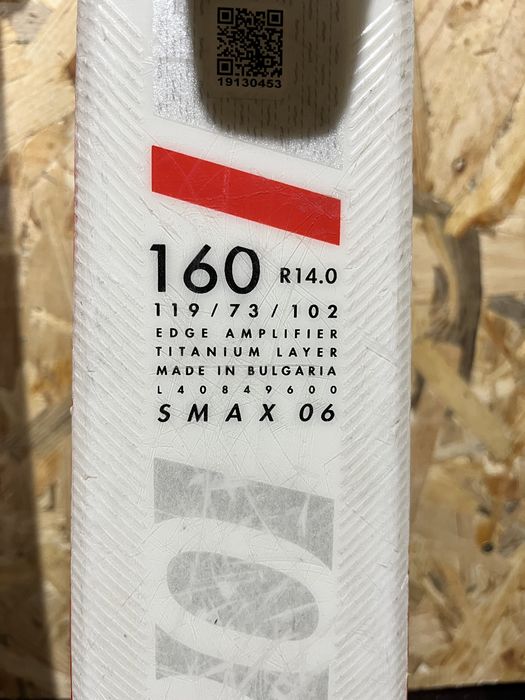 19130453
160 R14.0
119/73/102
EDGE AMPLIFIER
TITANIUM LAYER
MADE IN BULGARIA
L40849600
SMAX 06